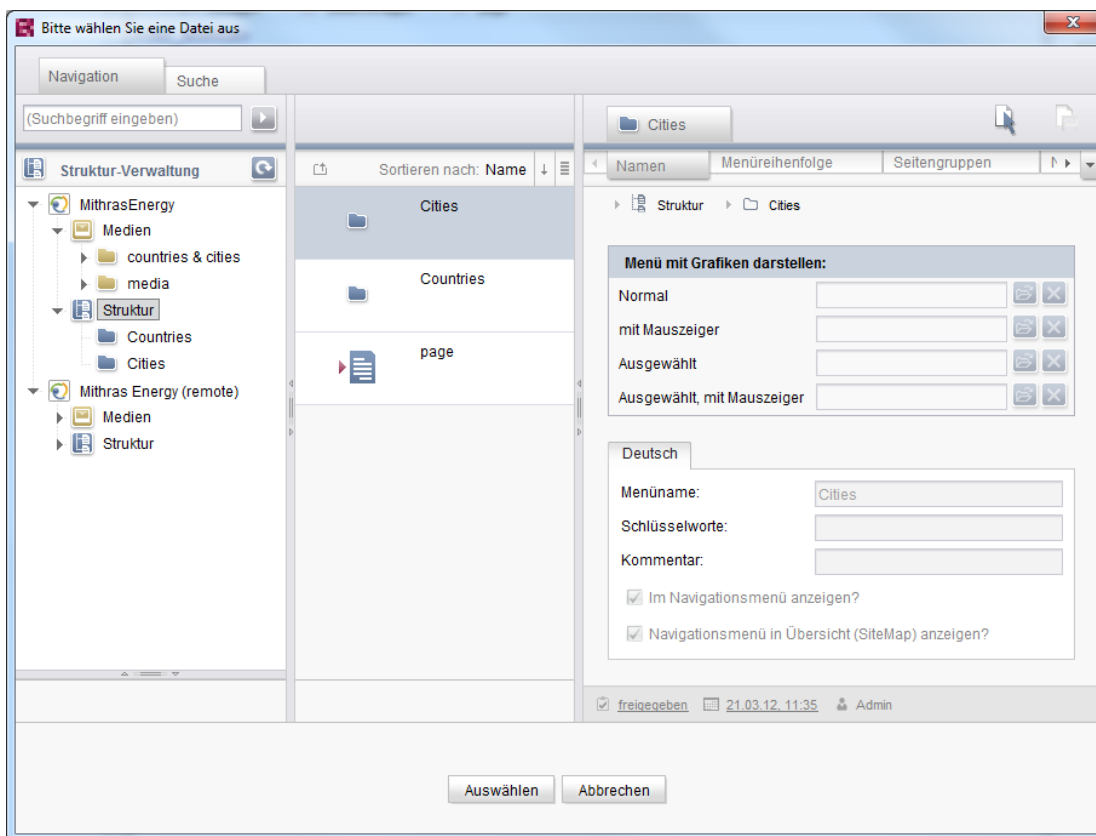 Bitte wählen Sie eine Datei aus
Navigation
Suche
(Suchbegriff eingeben)
Struktur-Verwaltung
MithrasEnergy
Medien
countries & cities
media
Struktur
Countries
Cities
Mithras Energy (remote)
Medien
Struktur
Sortieren nach: Name
Cities
Countries
page
Cities
Namen
Menüreihenfolge
Seitengruppen
Struktur
Cities
Menü mit Grafiken darstellen:
Normal
mit Mauszeiger
Ausgewählt
Ausgewählt, mit Mauszeiger
Deutsch
Menüname:
Cities
Schlüsselworte:
Kommentar:
Im Navigationsmenü anzeigen?
Navigationsmenü in Übersicht (SiteMap) anzeigen?
freigegeben
21.03.12, 11:35
Admin
Auswählen
Abbrechen